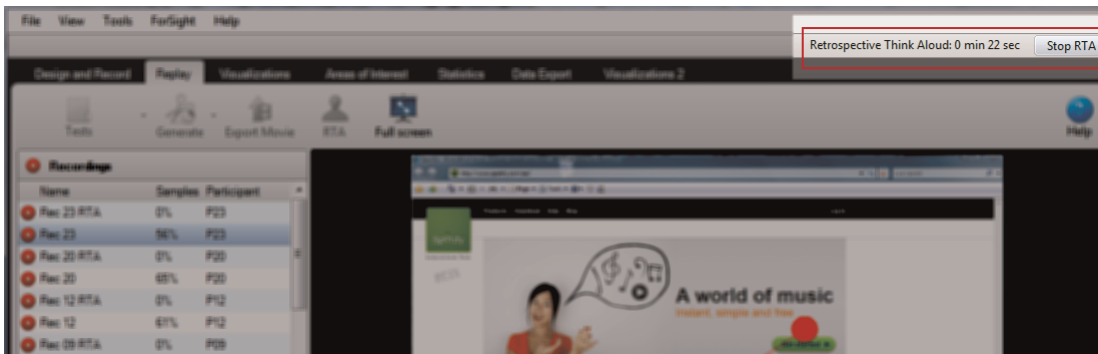 File View Tools ForSight Help
Retrospective Think Aloud: 0 min 22 sec Stop RTA
Design and Record Replay Visualizations Areas of Interest Statistics Data Export Visualizations 2
Tests Generate Export Movie RTA Full screen Help
Recordings
Name Samples Participant
Rec 23 RTA 0% P23
Rec 23 56% P23
Rec 20 RTA 0% P20
Rec 20 65% P20
Rec 12 RTA 0% P12
Rec 12 61% P12
Rec 09 RTA 0% P09
A world of music
instant, simple and free